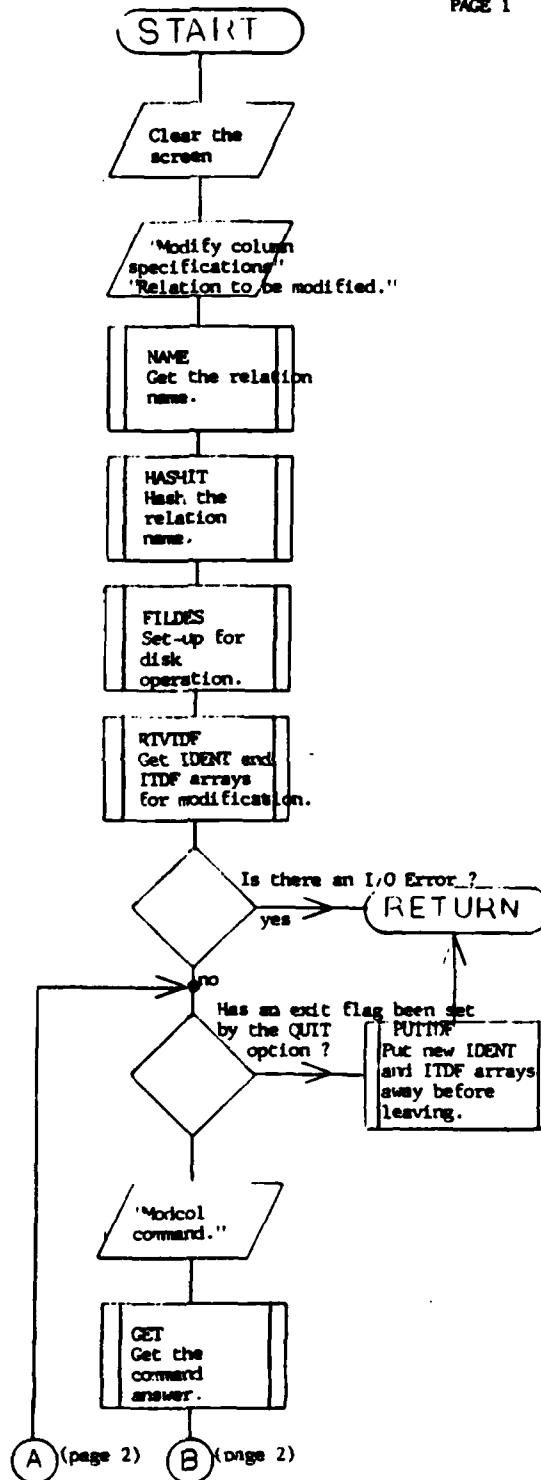 PAGE 1
START
Clear the
screen
"Modify column
specifications"
"Relation to be modified."
NAME
Get the relation
name.
HASHIT
Hash the
relation
name.
FILDES
Set-up for
disk
operation.
RTVTDF
Get IDENT and
ITDF arrays
for modification.
Is there an I/O Error ?
yes
RETURN
no
Has an exit flag been set
by the QUIT
option ?
PUTTDF
Put new IDENT
and ITDF arrays
away before
leaving.
"Modcol
command."
GET
Get the
command
answer.
A (page 2)
B (page 2)